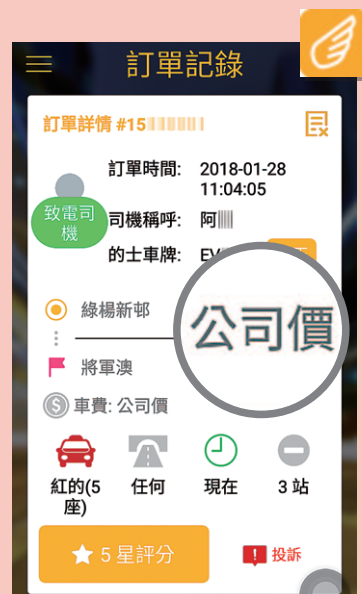 訂單記錄
訂單詳情 #15
訂單時間: 2018-01-28
11:04:05
致電司機
司機稱呼: 阿
的士車牌: EV
公司價
綠楊新邨
將軍澳
車費: 公司價
紅的(5座)
任何
現在
3 站
5 星評分
投訴